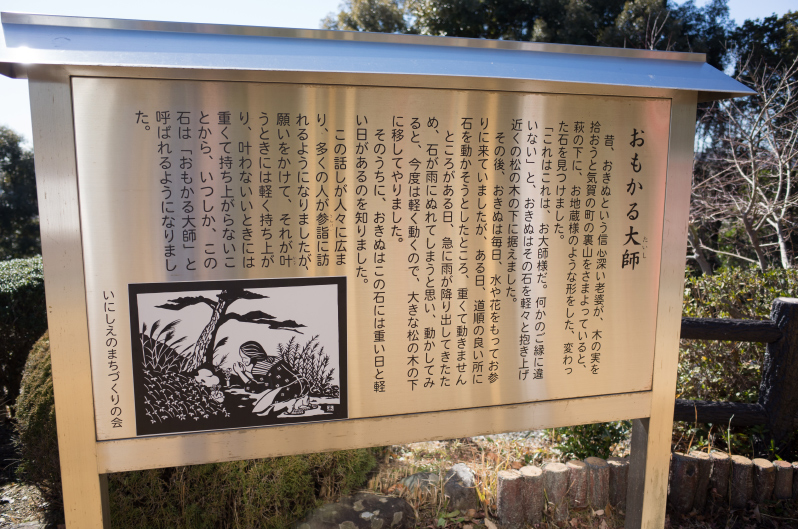 おもかる大師
たいし
昔、おきぬという信心深い老婆が、木の実を
拾おうと気賀の町の裏山をさまよっていると、
萩の下に、お地蔵様のような形をした、変わっ
た石を見つけました。
「これはこれは、お大師様だ。何かのご縁に違
いない」と、おきぬはその石を軽々と抱き上げ
近くの松の木の下に据えました。
その後、おきぬは毎日、水や花をもってお参
りに来ていましたが、ある日、道順の良い所に
石を動かそうとしたところ、重くて動きません
ところがある日、急に雨が降り出してきたた
め、石が雨にぬれてしまうと思い、動かしてみ
ると、今度は軽く動くので、大きな松の木の下
に移してやりました。
そのうちに、おきぬはこの石には重い日と軽
い日があるのを知りました。
この話しが人々に広ま
り、多くの人が参詣に訪
れるようになりましたが、
願いをかけて、それが叶
うときには軽く持ち上が
り、叶わないいときには
重くて持ち上がらないこ
とから、いつしか、この
石は「おもかる大師」と
呼ばれるようになりまし
た。
いにしえのまちづくりの会